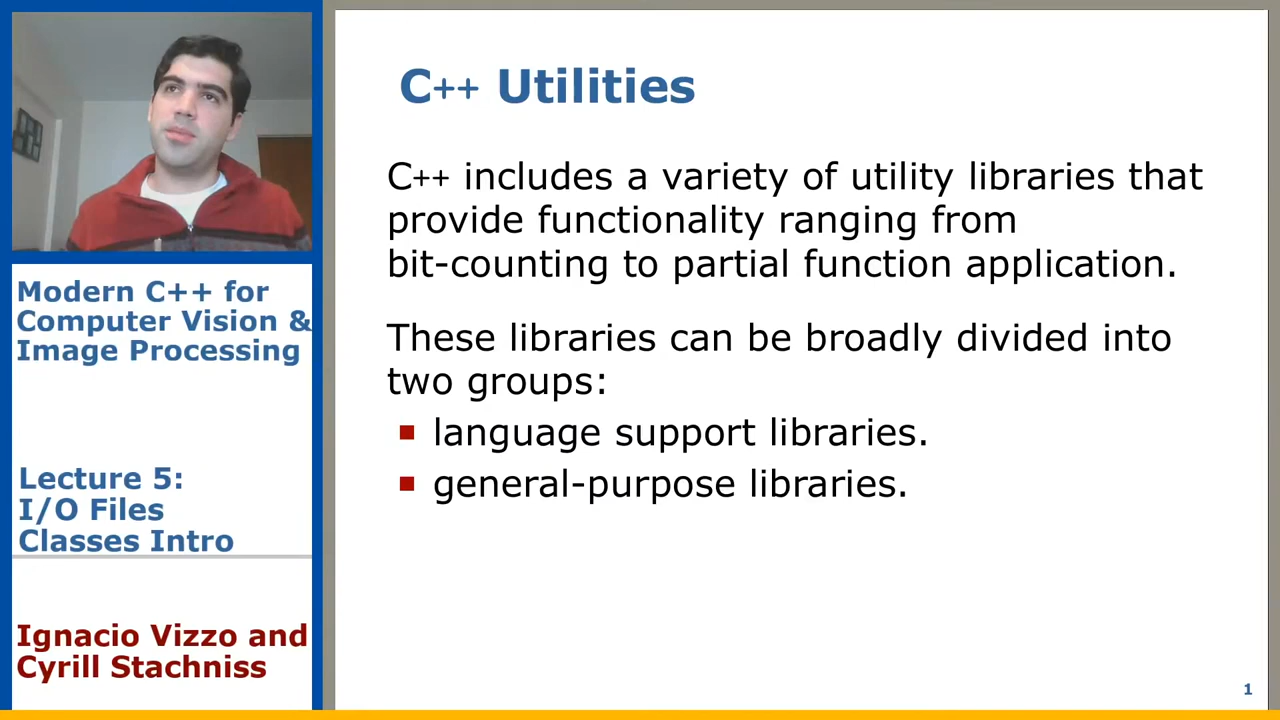 C++ Utilities
C++ includes a variety of utility libraries that
provide functionality ranging from
bit-counting to partial function application.
These libraries can be broadly divided into
two groups:
language support libraries.
general-purpose libraries.
Modern C++ for
Computer Vision &
Image Processing
Lecture 5:
I/O Files
Classes Intro
Ignacio Vizzo and
Cyrill Stachniss
1